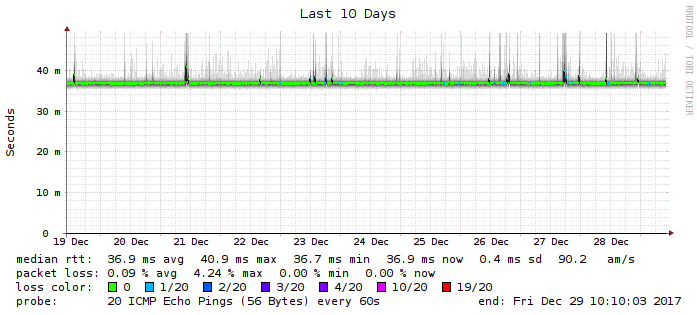 Last 10 Days
RRDTOOL / TOBI OETIKER
Seconds
40 m
30 m
20 m
10 m
0
19 Dec 20 Dec 21 Dec 22 Dec 23 Dec 24 Dec 25 Dec 26 Dec 27 Dec 28 Dec
median rtt: 36.9 ms avg 40.9 ms max 36.7 ms min 36.9 ms now 0.4 ms sd 90.2 am/s
packet loss: 0.09 % avg 4.24 % max 0.00 % min 0.00 % now
loss color: 0 1/20 2/20 3/20 4/20 10/20 19/20
probe: 20 ICMP Echo Pings (56 Bytes) every 60s end: Fri Dec 29 10:10:03 2017